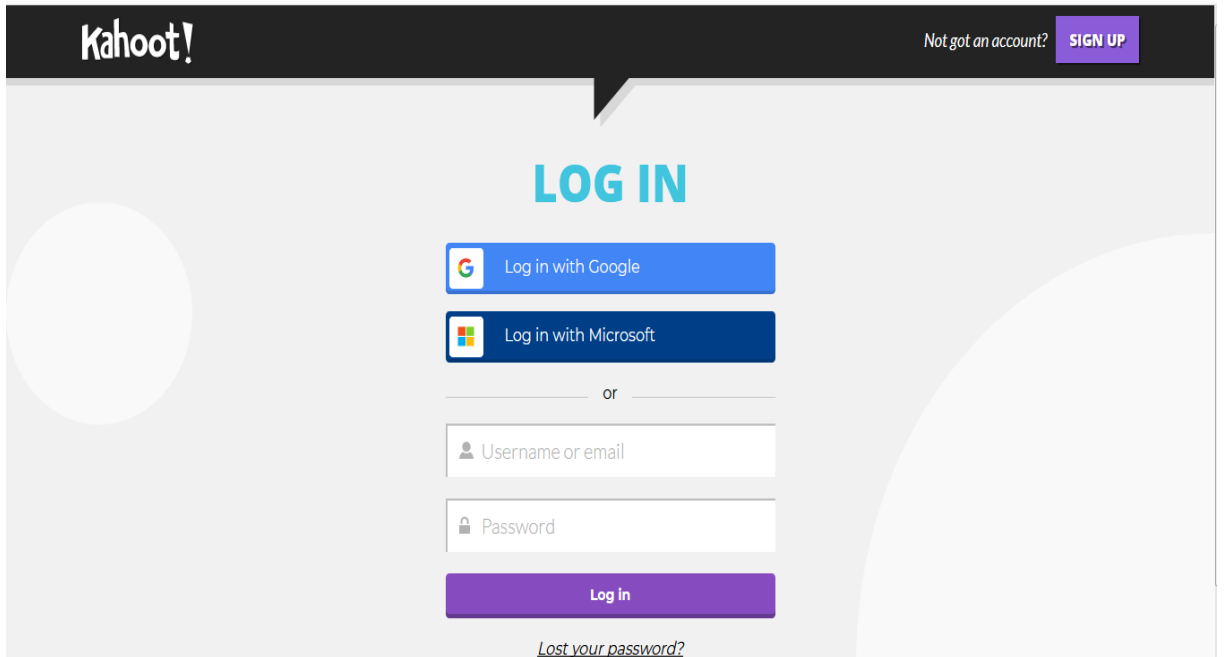 Kahoot!
Not got an account? SIGN UP
LOG IN
Log in with Google
Log in with Microsoft
or
Username or email
Password
Log in
Lost your password?